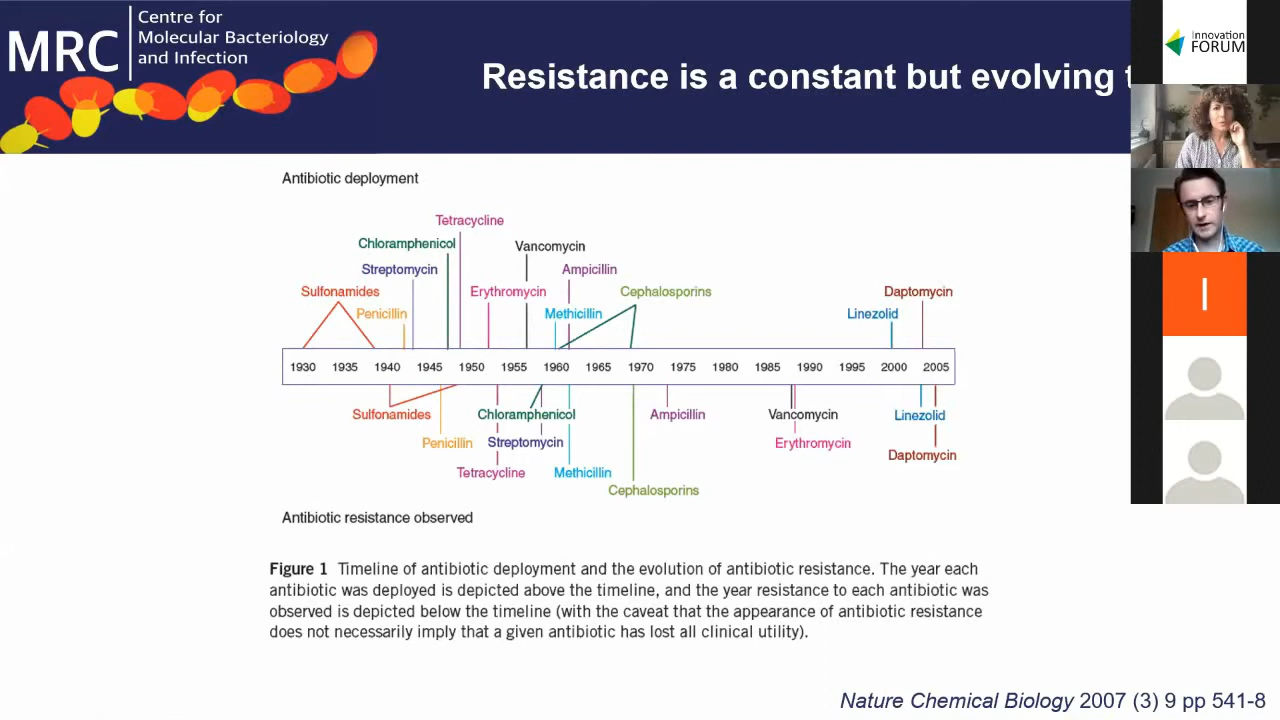 MRC
Centre for
Molecular Bacteriology
and Infection
Resistance is a constant but evolving
Innovation
FORUM
I
Antibiotic deployment
Tetracycline
Chloramphenicol
Vancomycin
Streptomycin
Ampicillin
Sulfonamides
Erythromycin
Cephalosporins
Daptomycin
Penicillin
Methicillin
Linezolid
1930 1935 1940 1945 1950 1955 1960 1965 1970 1975 1980 1985 1990 1995 2000 2005
Sulfonamides
Chloramphenicol
Ampicillin
Vancomycin
Linezolid
Penicillin
Streptomycin
Erythromycin
Daptomycin
Tetracycline
Methicillin
Cephalosporins
Antibiotic resistance observed
Figure 1 Timeline of antibiotic deployment and the evolution of antibiotic resistance. The year each
antibiotic was deployed is depicted above the timeline, and the year resistance to each antibiotic was
observed is depicted below the timeline (with the caveat that the appearance of antibiotic resistance
does not necessarily imply that a given antibiotic has lost all clinical utility).
Nature Chemical Biology 2007 (3) 9 pp 541-8